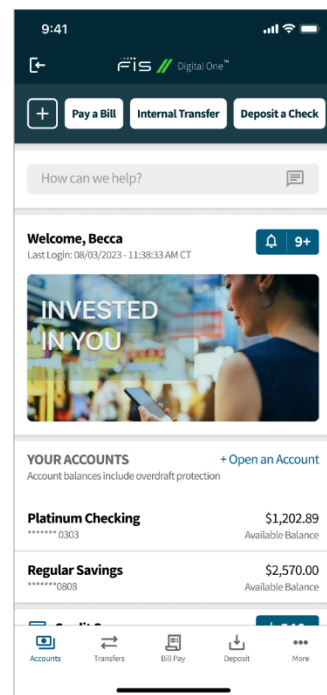 9:41
FIS Digital One™
+ Pay a Bill Internal Transfer Deposit a Check
How can we help?
Welcome, Becca
9+
Last Login: 08/03/2023 - 11:38:33 AM CT
INVESTED
IN YOU
YOUR ACCOUNTS + Open an Account
Account balances include overdraft protection
Platinum Checking $1,202.89
******* 0303 Available Balance
Regular Savings $2,570.00
*******0808 Available Balance
Accounts Transfers Bill Pay Deposit More